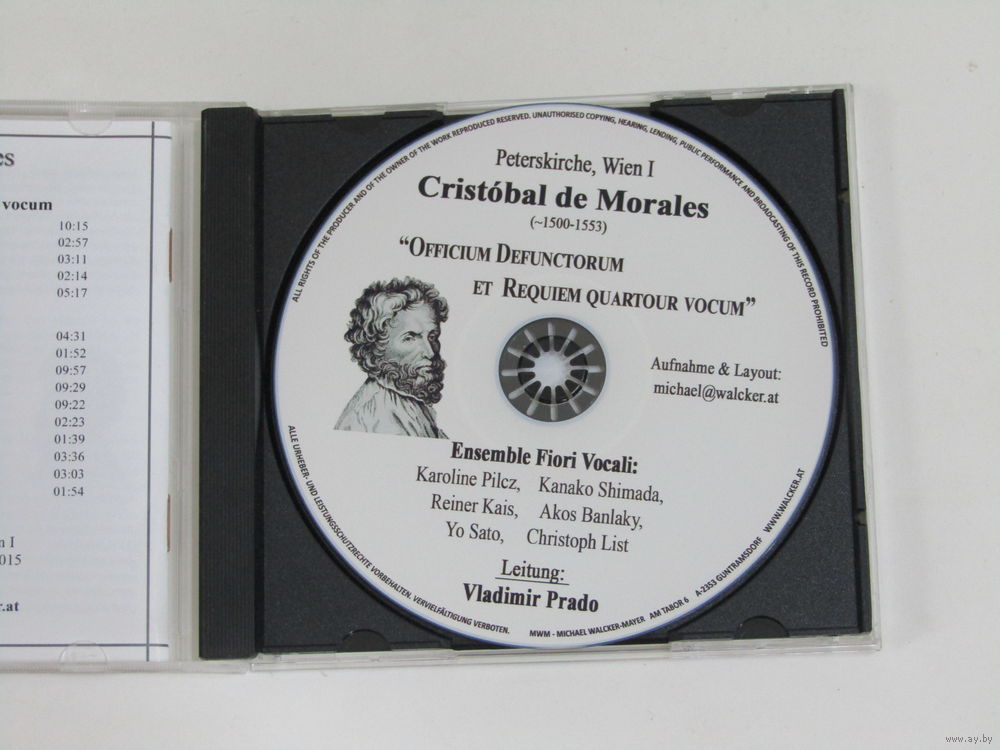 es
vocum
10:15
02:57
03:11
02:14
05:17
04:31
01:52
09:57
09:29
09:22
02:23
01:39
03:36
03:03
01:54
n I
015
r.at
ALL RIGHTS OF THE PRODUCER AND OF THE OWNER OF THE WORK REPRODUCED RESERVED. UNAUTHORISED COPYING, HEARING, LENDING, PUBLIC PERFORMANCE AND BROADCASTING OF THIS RECORD PROHIBITED
Peterskirche, Wien I
Cristóbal de Morales
(~1500-1553)
“OFFICIUM DEFUNCTORUM
ET REQUIEM QUARTOUR VOCUM”
Aufnahme & Layout:
michael@walcker.at
Ensemble Fiori Vocali:
Karoline Pilcz, Kanako Shimada,
Reiner Kais, Akos Banlaky,
Yo Sato, Christoph List
Leitung:
Vladimir Prado
ALLE URHEBER- UND LEISTUNGSSCHUTZRECHTE VORBEHALTEN. VERVIELFÄLTIGUNG VERBOTEN. MWM - MICHAEL WALCKER-MAYER AM TABOR 6 A-2353 GUNTRAMSDORF WWW.WALCKER.AT
www.ay.by